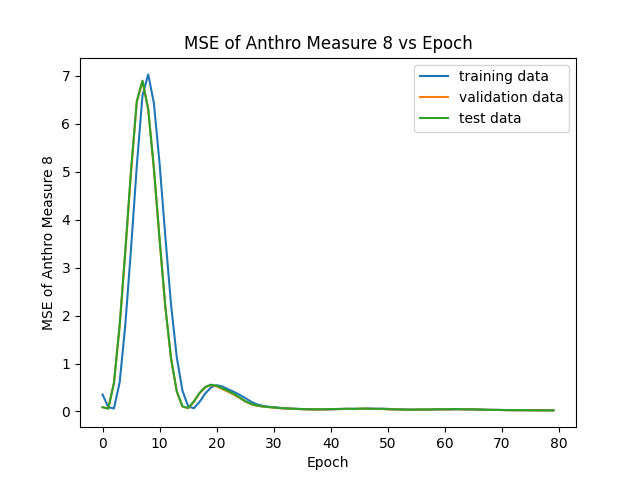 MSE of Anthro Measure 8 vs Epoch
training data
validation data
test data
MSE of Anthro Measure 8
7
6
5
4
3
2
1
0
0 10 20 30 40 50 60 70 80
Epoch